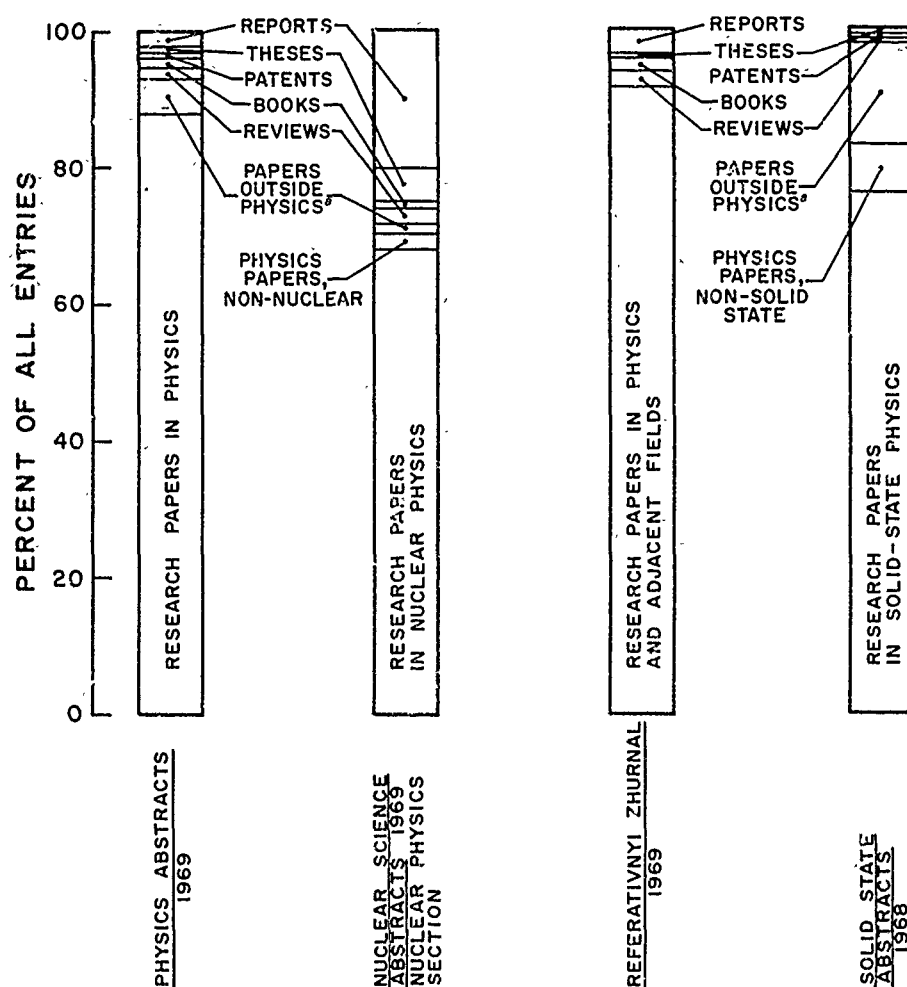 PERCENT OF ALL ENTRIES
100
80
60
40
20
0
REPORTS
THESES
PATENTS
BOOKS
REVIEWS
PAPERS
OUTSIDE
PHYSICSª
PHYSICS
PAPERS,
NON-NUCLEAR
REPORTS
THESES
PATENTS
BOOKS
REVIEWS
PAPERS
OUTSIDE
PHYSICSª
PHYSICS
PAPERS,
NON-SOLID
STATE
RESEARCH PAPERS IN PHYSICS
RESEARCH PAPERS
IN NUCLEAR PHYSICS
RESEARCH PAPERS IN PHYSICS
AND ADJACENT FIELDS
RESEARCH PAPERS
IN SOLID-STATE PHYSICS
PHYSICS ABSTRACTS
1969
NUCLEAR SCIENCE
ABSTRACTS 1969
NUCLEAR PHYSICS
SECTION
REFERATIVNYI ZHURNAL
1969
SOLID STATE
ABSTRACTS
1968